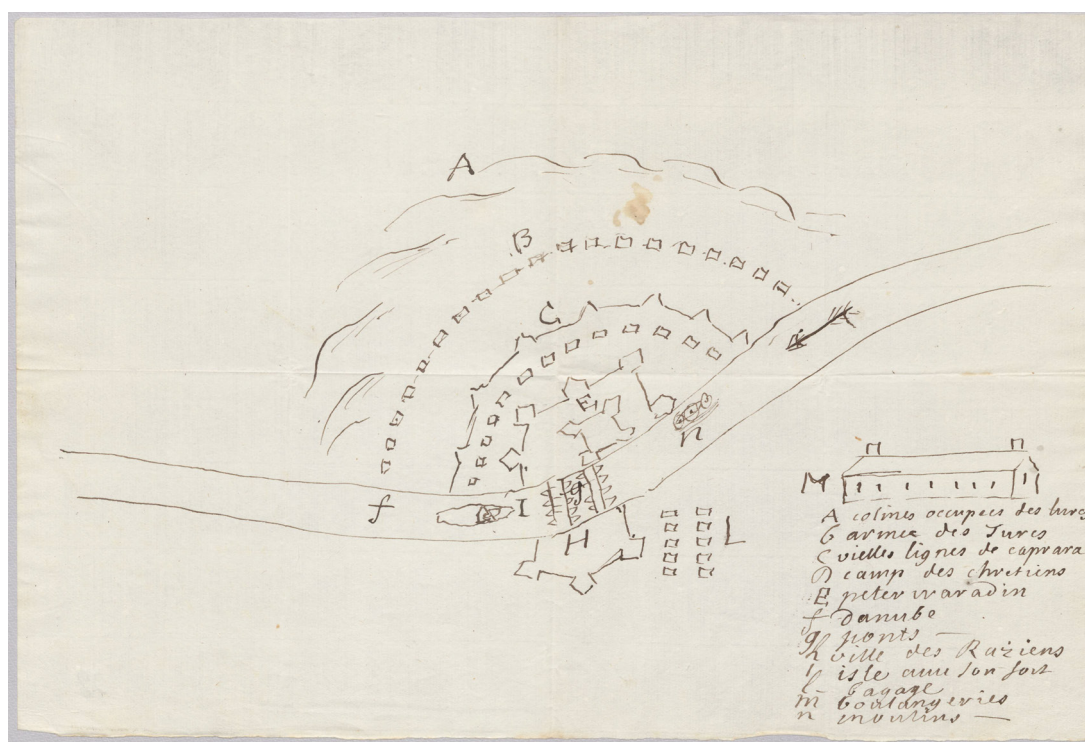 A
B
C
E
n
f
I
g
H
L
M
A colines occupees des turcs
b armee des Turcs
C vielles lignes de caprara
D camp des chretiens
E peter waradin
f danube
g ponts —
h ville des Raziens
I isle avec son fort
l bagage
m boulangeries
n moulins —